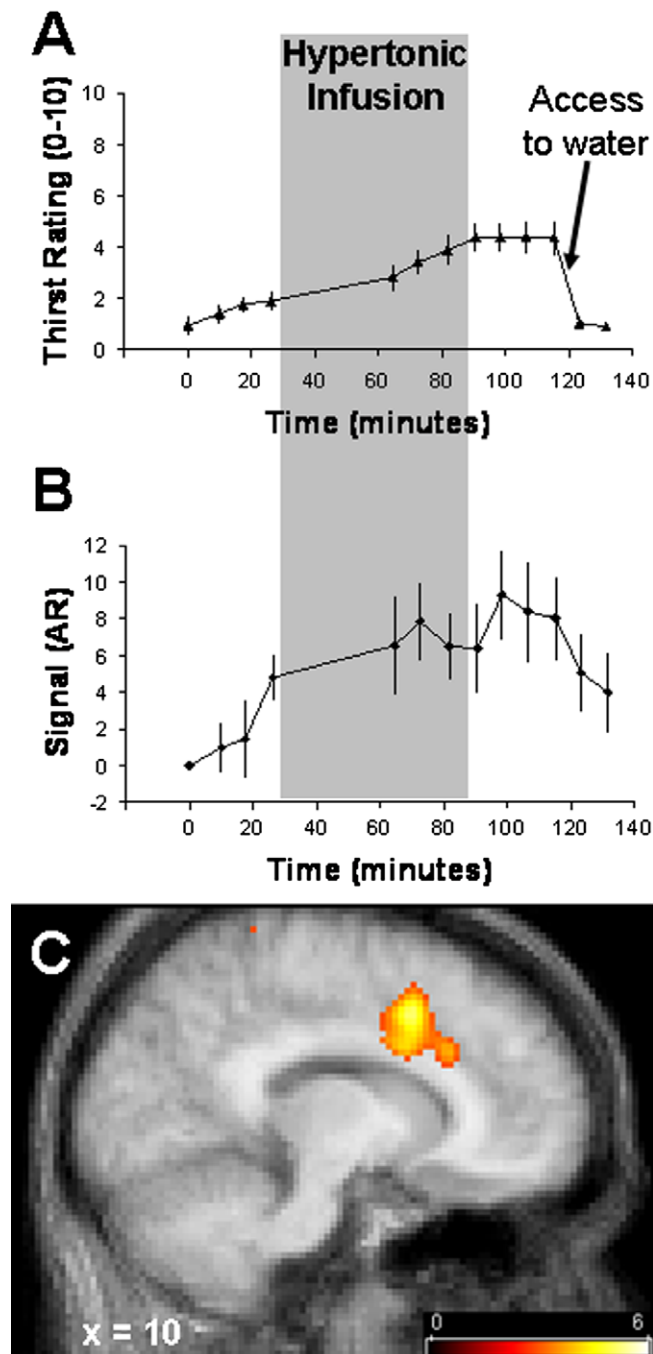 A
Hypertonic
Infusion
Access
to water
Thirst Rating (0-10)
10
8
6
4
2
0
0 20 40 60 80 100 120 140
Time (minutes)
B
Signal (AR)
12
10
8
6
4
2
0
-2
0 20 40 60 80 100 120 140
Time (minutes)
C
x = 10
0 6